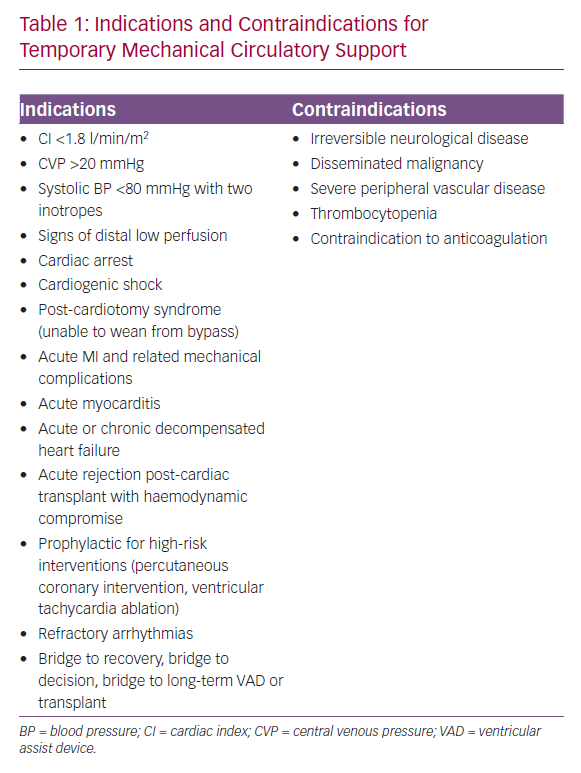 Table 1: Indications and Contraindications for
Temporary Mechanical Circulatory Support
Indications
• CI <1.8 l/min/m²
• CVP >20 mmHg
• Systolic BP <80 mmHg with two
inotropes
• Signs of distal low perfusion
• Cardiac arrest
• Cardiogenic shock
• Post-cardiotomy syndrome
(unable to wean from bypass)
• Acute MI and related mechanical
complications
• Acute myocarditis
• Acute or chronic decompensated
heart failure
• Acute rejection post-cardiac
transplant with haemodynamic
compromise
• Prophylactic for high-risk
interventions (percutaneous
coronary intervention, ventricular
tachycardia ablation)
• Refractory arrhythmias
• Bridge to recovery, bridge to
decision, bridge to long-term VAD or
transplant
Contraindications
• Irreversible neurological disease
• Disseminated malignancy
• Severe peripheral vascular disease
• Thrombocytopenia
• Contraindication to anticoagulation
BP = blood pressure; CI = cardiac index; CVP = central venous pressure; VAD = ventricular
assist device.